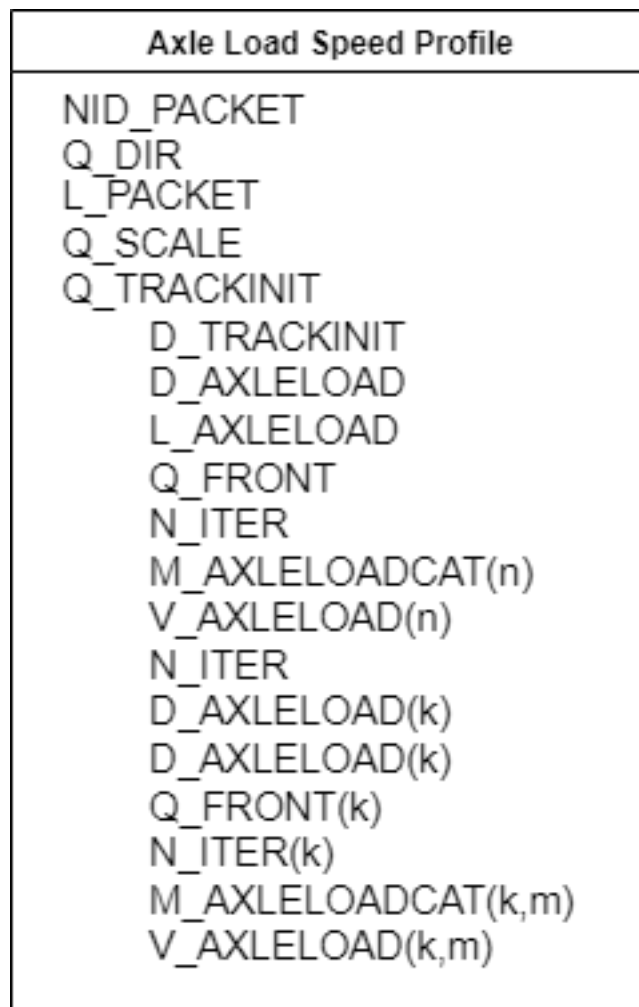 Axle Load Speed Profile
NID_PACKET
Q_DIR
L_PACKET
Q_SCALE
Q_TRACKINIT
D_TRACKINIT
D_AXLELOAD
L_AXLELOAD
Q_FRONT
N_ITER
M_AXLELOADCAT(n)
V_AXLELOAD(n)
N_ITER
D_AXLELOAD(k)
D_AXLELOAD(k)
Q_FRONT(k)
N_ITER(k)
M_AXLELOADCAT(k,m)
V_AXLELOAD(k,m)